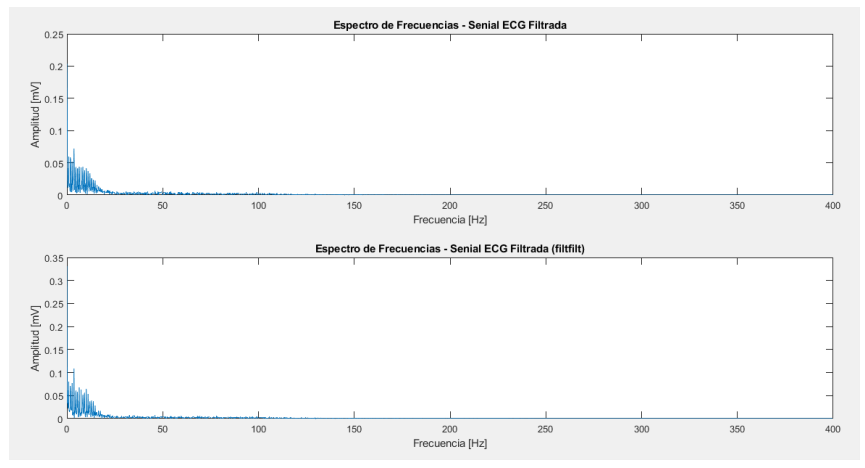 Espectro de Frecuencias - Senial ECG Filtrada
0.25
0.2
0.15
0.1
0.05
0
Amplitud [mV]
0 50 100 150 200 250 300 350 400
Frecuencia [Hz]
Espectro de Frecuencias - Senial ECG Filtrada (filtfilt)
0.35
0.3
0.25
0.2
0.15
0.1
0.05
0
Amplitud [mV]
0 50 100 150 200 250 300 350 400
Frecuencia [Hz]